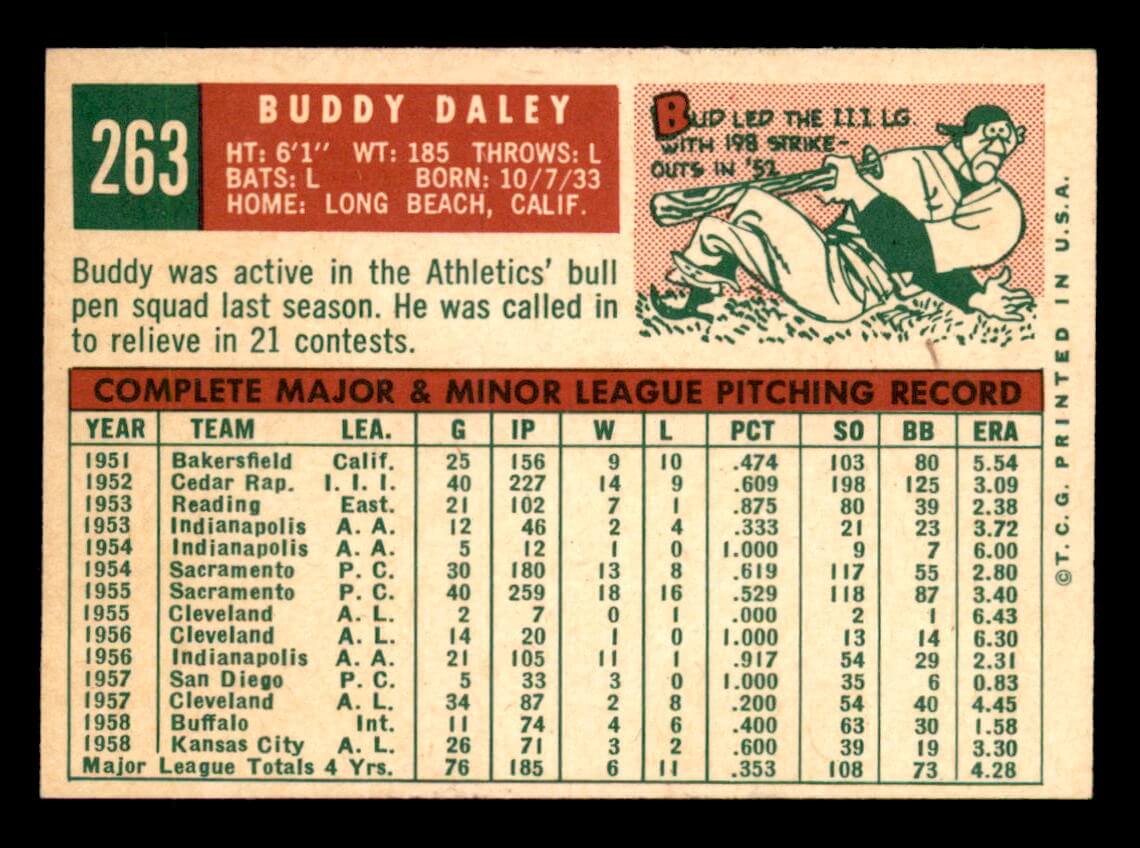 263
BUDDY DALEY
HT: 6'1" WT: 185 THROWS: L
BATS: L BORN: 10/7/33
HOME: LONG BEACH, CALIF.
BUD LED THE I.I.I. LG.
WITH 198 STRIKE-
OUTS IN '52
Buddy was active in the Athletics' bull
pen squad last season. He was called in
to relieve in 21 contests.
COMPLETE MAJOR & MINOR LEAGUE PITCHING RECORD
YEAR TEAM LEA. G IP W L PCT SO BB ERA
1951 Bakersfield Calif. 25 156 9 10 .474 103 80 5.54
1952 Cedar Rap. I. I. I. 40 227 14 9 .609 198 125 3.09
1953 Reading East. 21 102 7 1 .875 80 39 2.38
1953 Indianapolis A. A. 12 46 2 4 .333 21 23 3.72
1954 Indianapolis A. A. 5 12 1 0 1.000 9 7 6.00
1954 Sacramento P. C. 30 180 13 8 .619 117 55 2.80
1955 Sacramento P. C. 40 259 18 16 .529 118 87 3.40
1955 Cleveland A. L. 2 7 0 1 .000 2 1 6.43
1956 Cleveland A. L. 14 20 1 0 1.000 13 14 6.30
1956 Indianapolis A. A. 21 105 11 1 .917 54 29 2.31
1957 San Diego P. C. 5 33 3 0 1.000 35 6 0.83
1957 Cleveland A. L. 34 87 2 8 .200 54 40 4.45
1958 Buffalo Int. 11 74 4 6 .400 63 30 1.58
1958 Kansas City A. L. 26 71 3 2 .600 39 19 3.30
Major League Totals 4 Yrs. 76 185 6 11 .353 108 73 4.28
©T. C. G. PRINTED IN U.S.A.